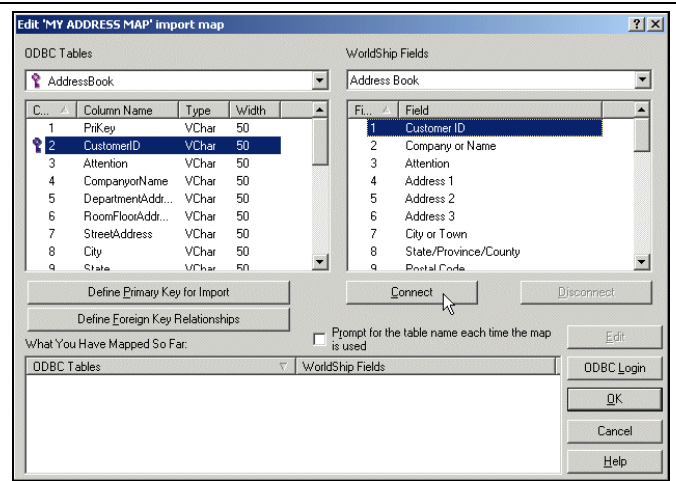 Edit 'MY ADDRESS MAP' import map
ODBC Tables
AddressBook
C... Column Name Type Width
1 PriKey VChar 50
2 CustomerID VChar 50
3 Attention VChar 50
4 CompanyorName VChar 50
5 DepartmentAddr... VChar 50
6 RoomFloorAddr... VChar 50
7 StreetAddress VChar 50
8 City VChar 50
9 State VChar 50
Define Primary Key for Import
Define Foreign Key Relationships
WorldShip Fields
Address Book
Fi... Field
1 Customer ID
2 Company or Name
3 Attention
4 Address 1
5 Address 2
6 Address 3
7 City or Town
8 State/Province/County
9 Postal Code
Connect
Disconnect
Prompt for the table name each time the map
is used
What You Have Mapped So Far:
ODBC Tables WorldShip Fields
Edit
ODBC Login
OK
Cancel
Help